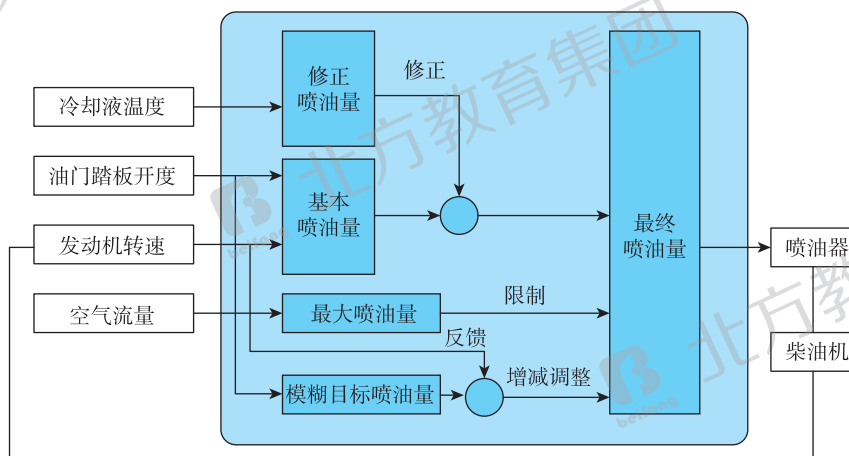 修正
冷却液温度
修正
喷油量
油门踏板开度
基本
喷油量
发动机转速
最终
喷油量
喷油器
空气流量
最大喷油量
限制
反馈
柴油机
模糊目标喷油量
增减调整
北方教育集团
beifang
北方教
beifang